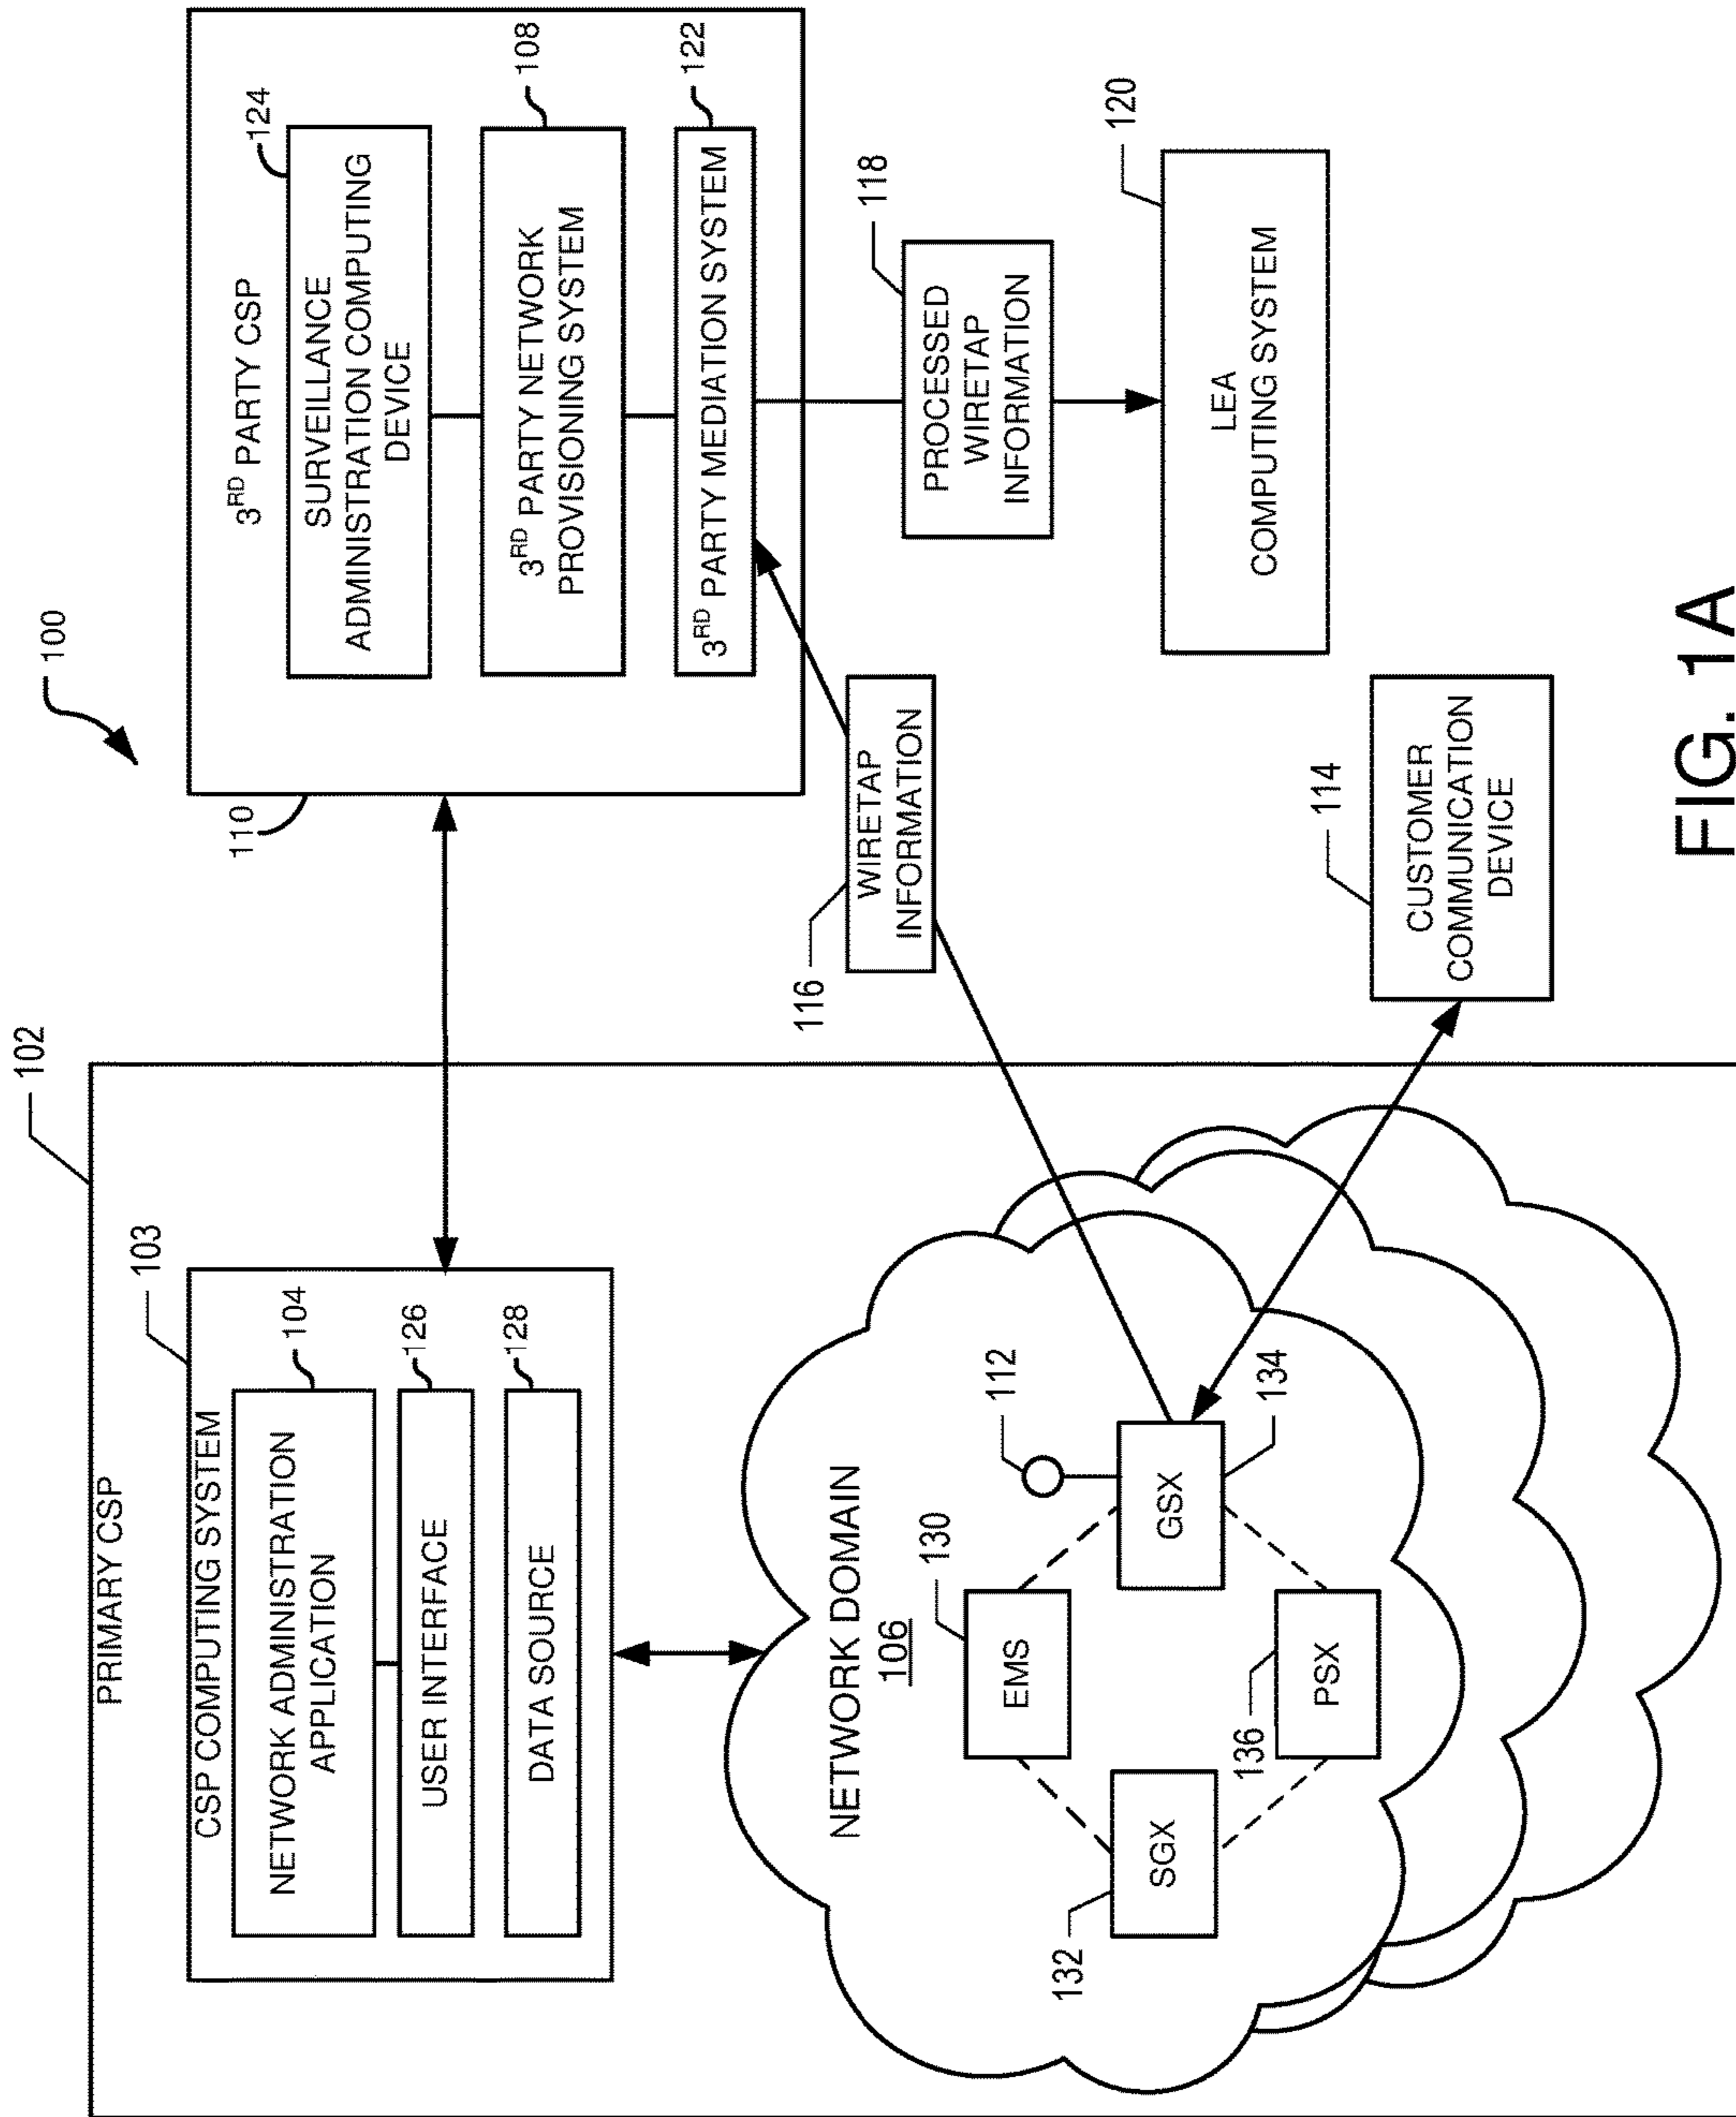 100
102
PRIMARY CSP
103
CSP COMPUTING SYSTEM
NETWORK ADMINISTRATION
APPLICATION
104
USER INTERFACE
126
DATA SOURCE
128
110
3RD PARTY CSP
124
SURVEILLANCE
ADMINISTRATION COMPUTING
DEVICE
3RD PARTY NETWORK
PROVISIONING SYSTEM
108
3RD PARTY MEDIATION SYSTEM
122
NETWORK DOMAIN
106
112
130
EMS
GSX
134
SGX
132
136
PSX
116
WIRETAP
INFORMATION
118
PROCESSED
WIRETAP
INFORMATION
120
LEA
COMPUTING SYSTEM
114
CUSTOMER
COMMUNICATION
DEVICE
FIG. 1A